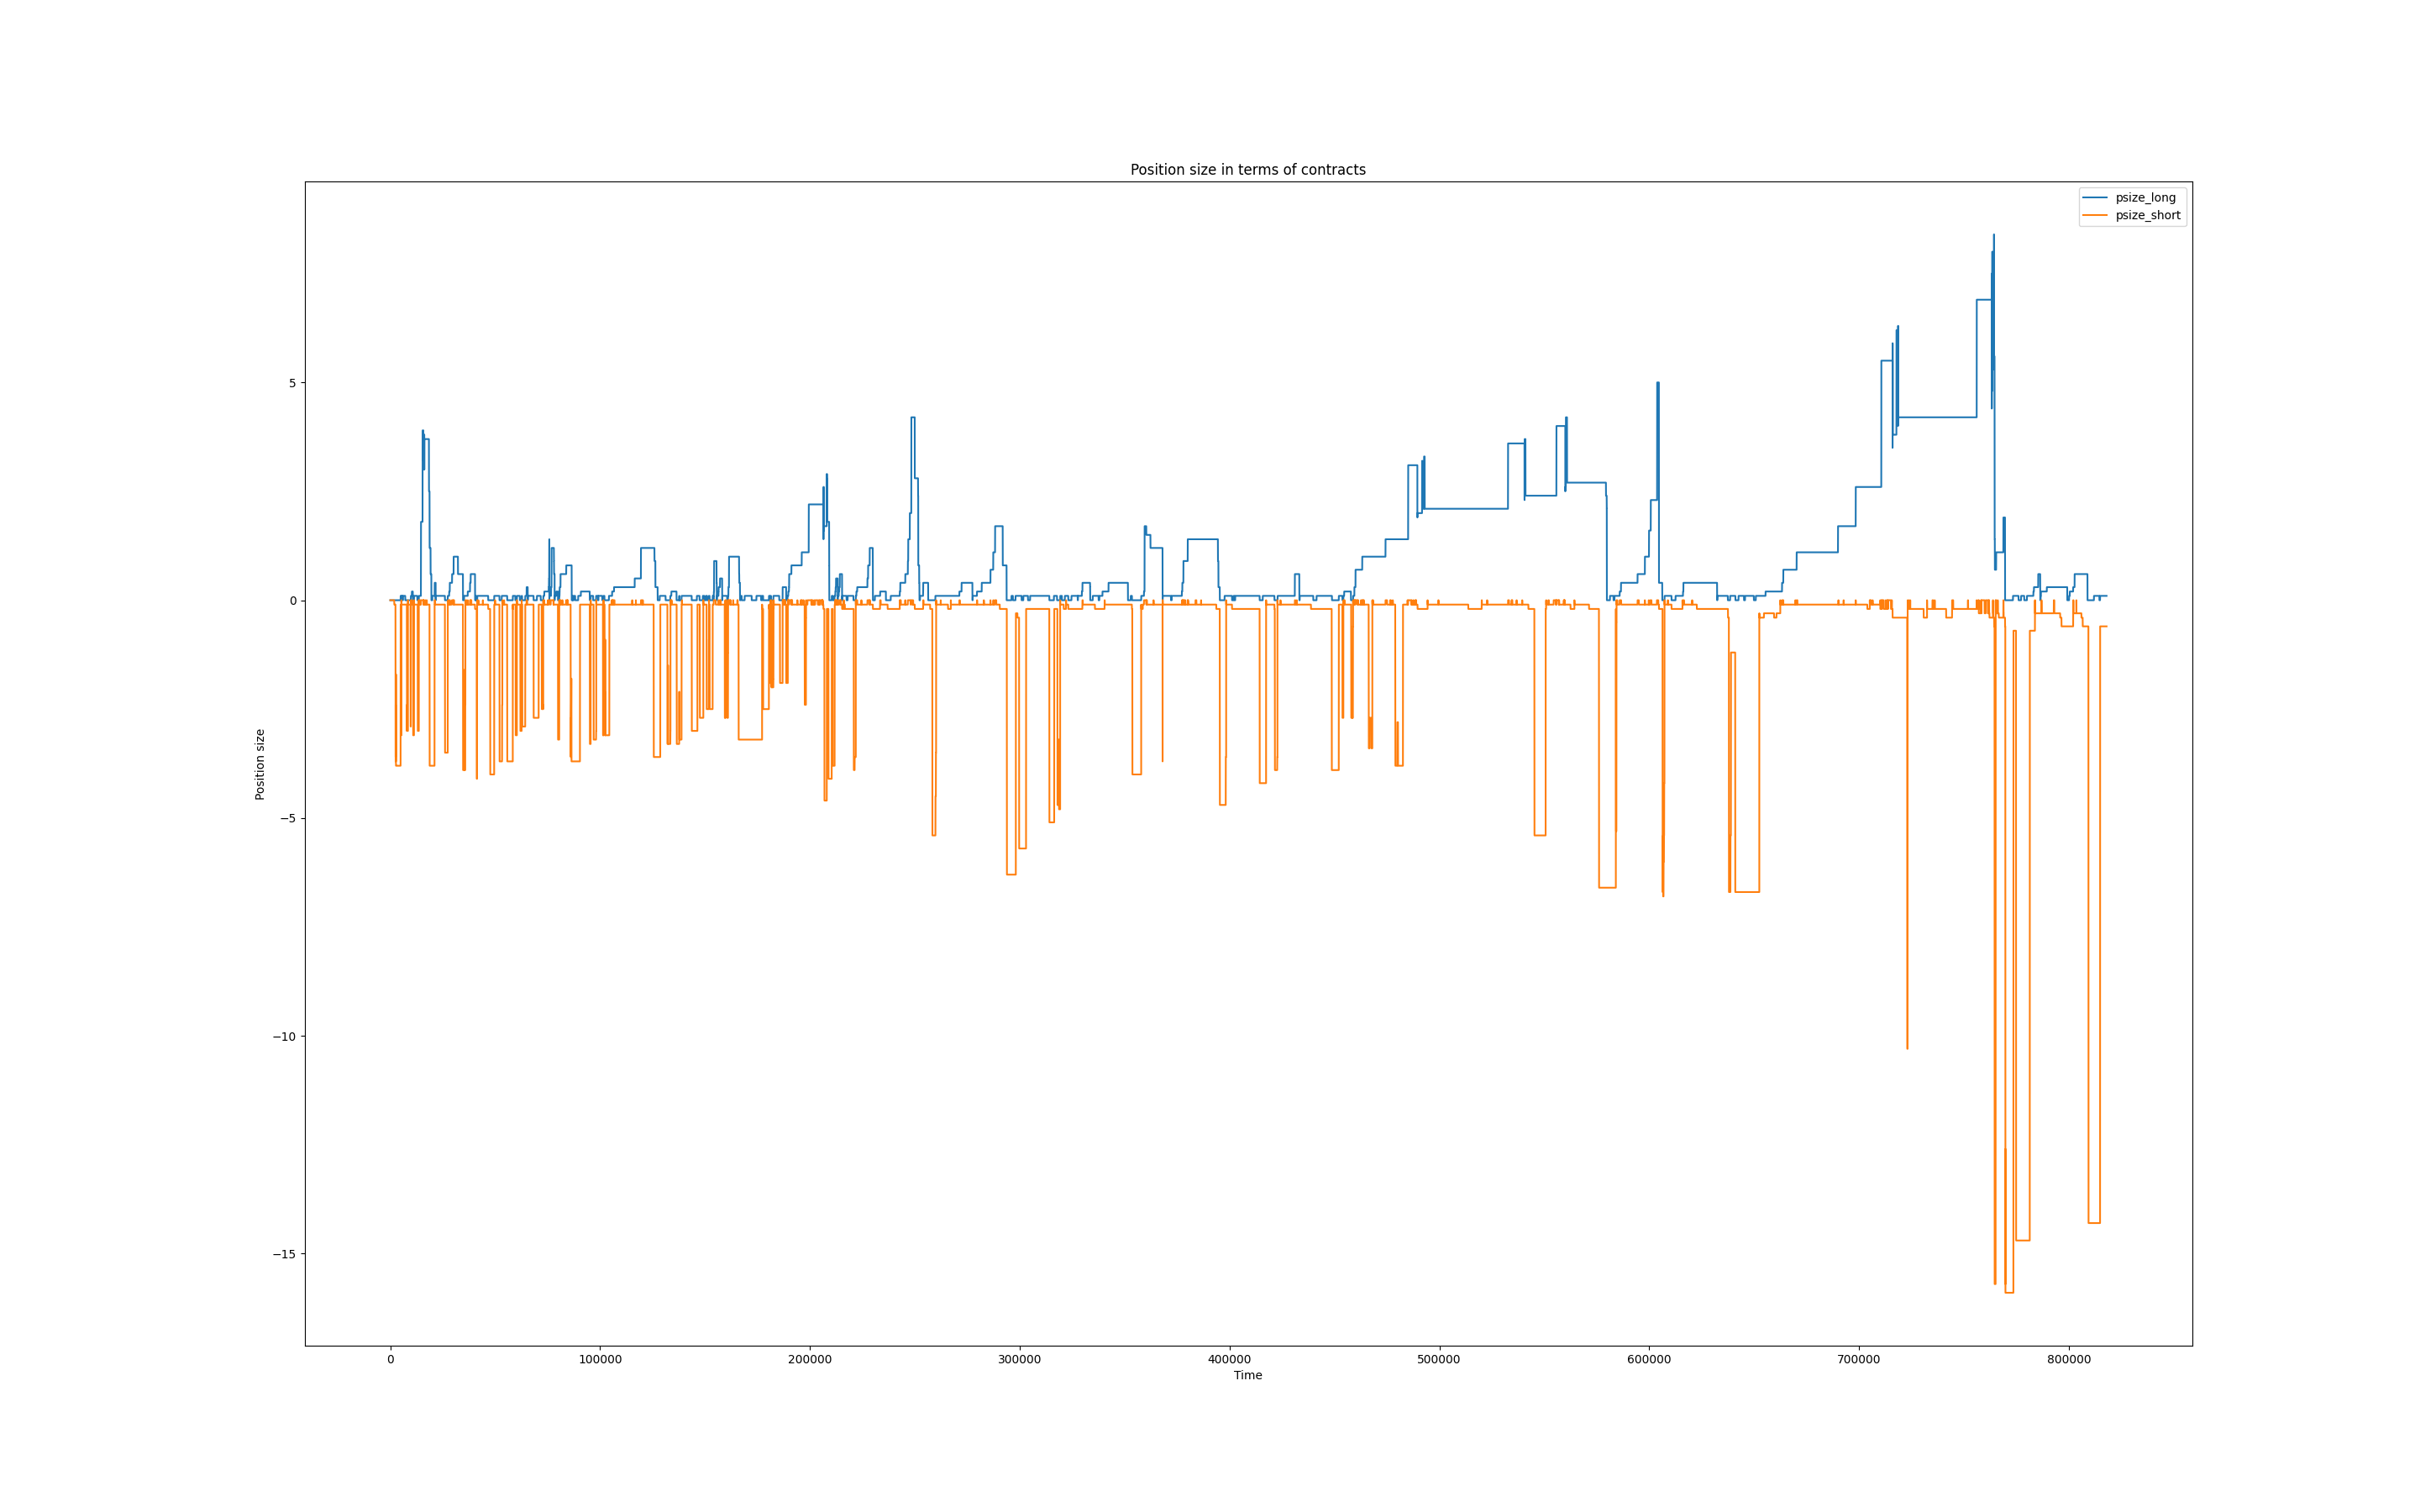 Position size in terms of contracts
psize_long
psize_short
5
0
−5
−10
−15
Position size
0 100000 200000 300000 400000 500000 600000 700000 800000
Time